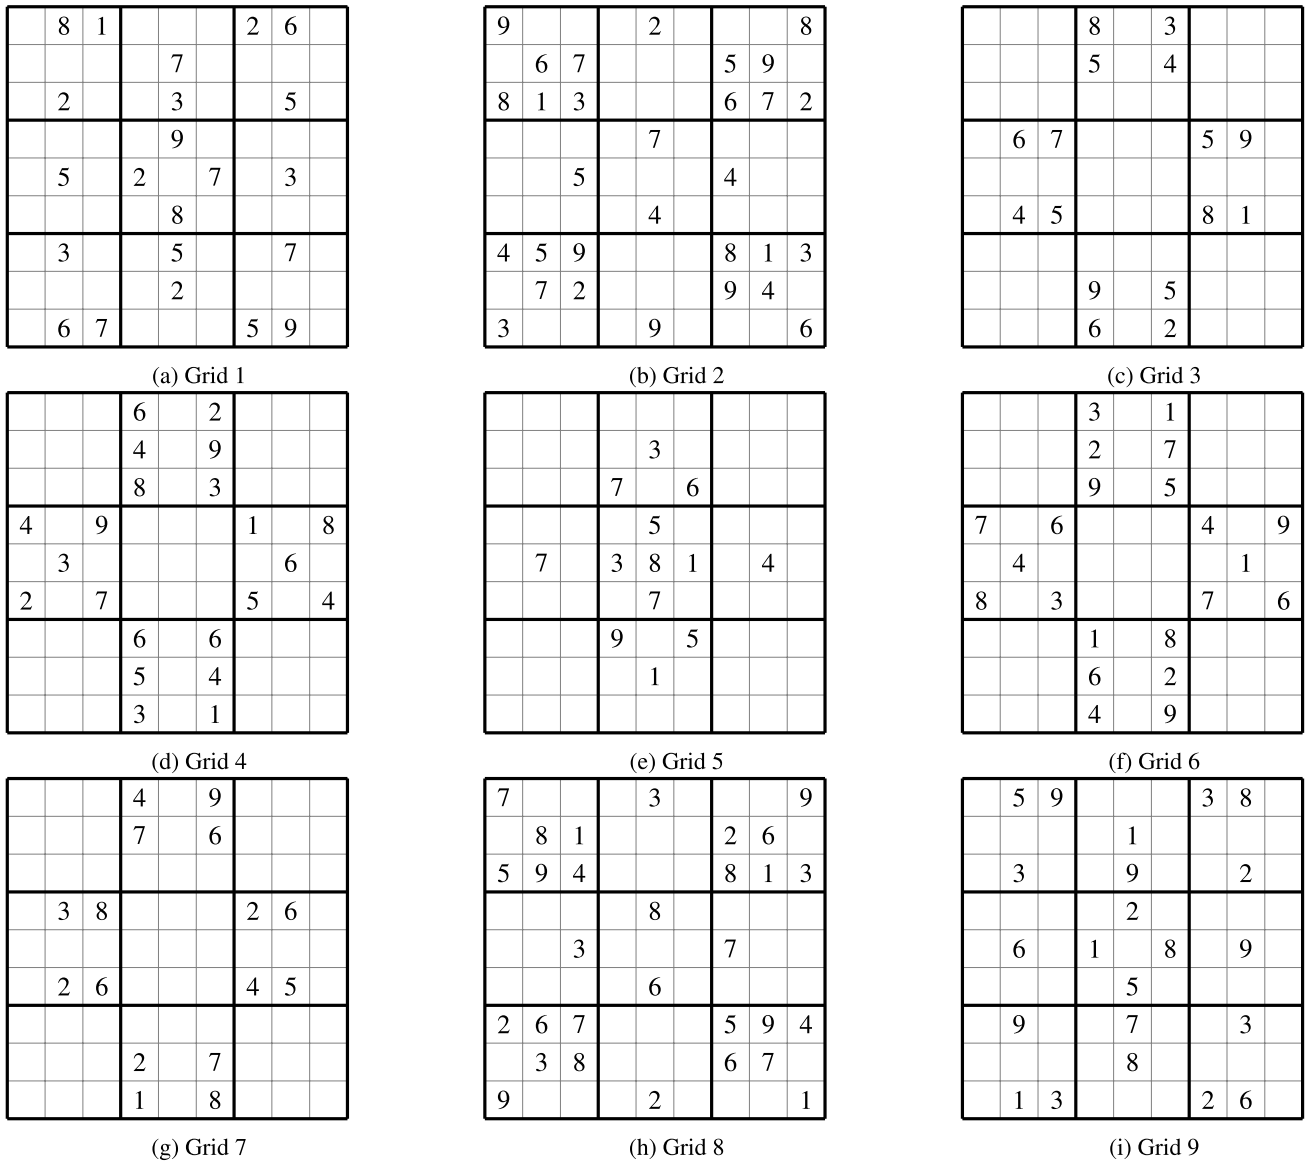 8 1 2 6
7
2 3 5
9
5 2 7 3
8
3 5 7
2
6 7 5 9
(a) Grid 1
9 2 8
6 7 5 9
8 1 3 6 7 2
7
5 4
4
4 5 9 8 1 3
7 2 9 4
3 9 6
(b) Grid 2
8 3
5 4
6 7 5 9
4 5 8 1
9 5
6 2
(c) Grid 3
6 2
4 9
8 3
4 9 1 8
3 6
2 7 5 4
6 6
5 4
3 1
(d) Grid 4
3
7 6
5
7 3 8 1 4
7
9 5
1
(e) Grid 5
3 1
2 7
9 5
7 6 4 9
4 1
8 3 7 6
1 8
6 2
4 9
(f) Grid 6
4 9
7 6
3 8 2 6
2 6 4 5
2 7
1 8
(g) Grid 7
7 3 9
8 1 2 6
5 9 4 8 1 3
8
3 7
6
2 6 7 5 9 4
3 8 6 7
9 2 1
(h) Grid 8
5 9 3 8
1
3 9 2
2
6 1 8 9
5
9 7 3
8
1 3 2 6
(i) Grid 9